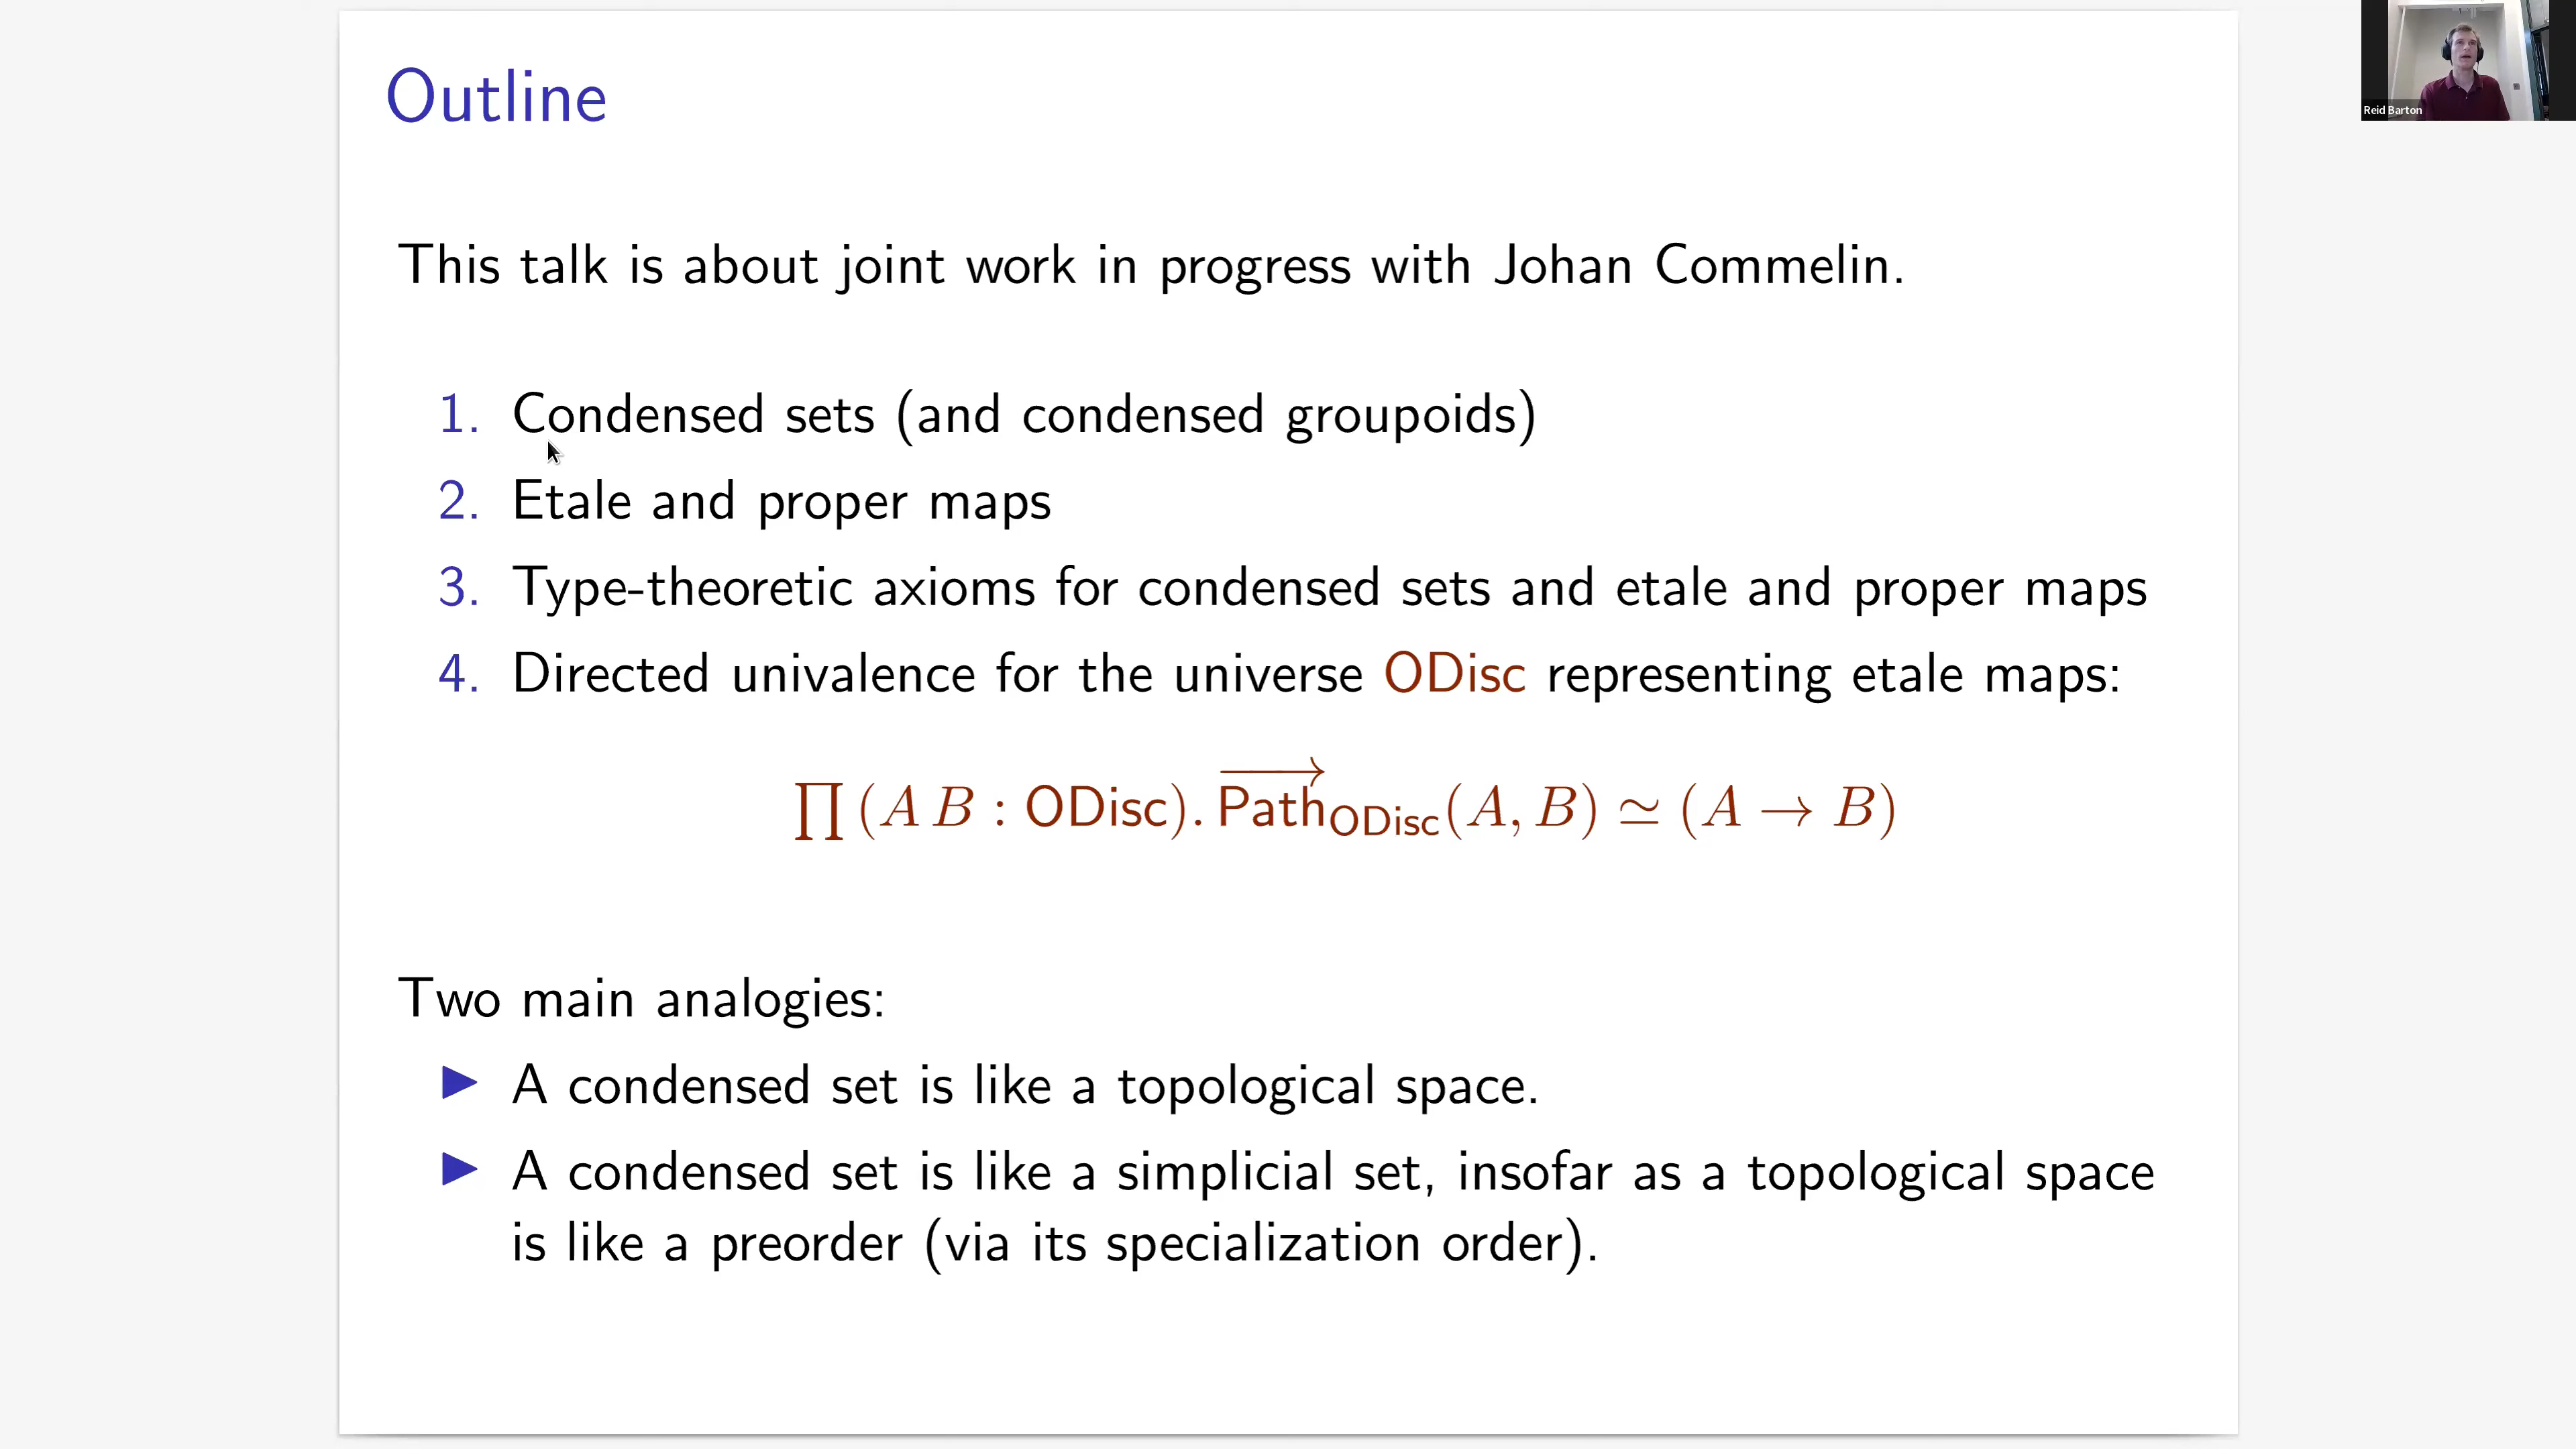 Outline
Reid Barton
This talk is about joint work in progress with Johan Commelin.
1. Condensed sets (and condensed groupoids)
2. Etale and proper maps
3. Type-theoretic axioms for condensed sets and etale and proper maps
4. Directed univalence for the universe ODisc representing etale maps:
∏ (A B : ODisc). \overrightarrow{Path}_{ODisc}(A, B) ≃ (A → B)
Two main analogies:
▶ A condensed set is like a topological space.
▶ A condensed set is like a simplicial set, insofar as a topological space
is like a preorder (via its specialization order).